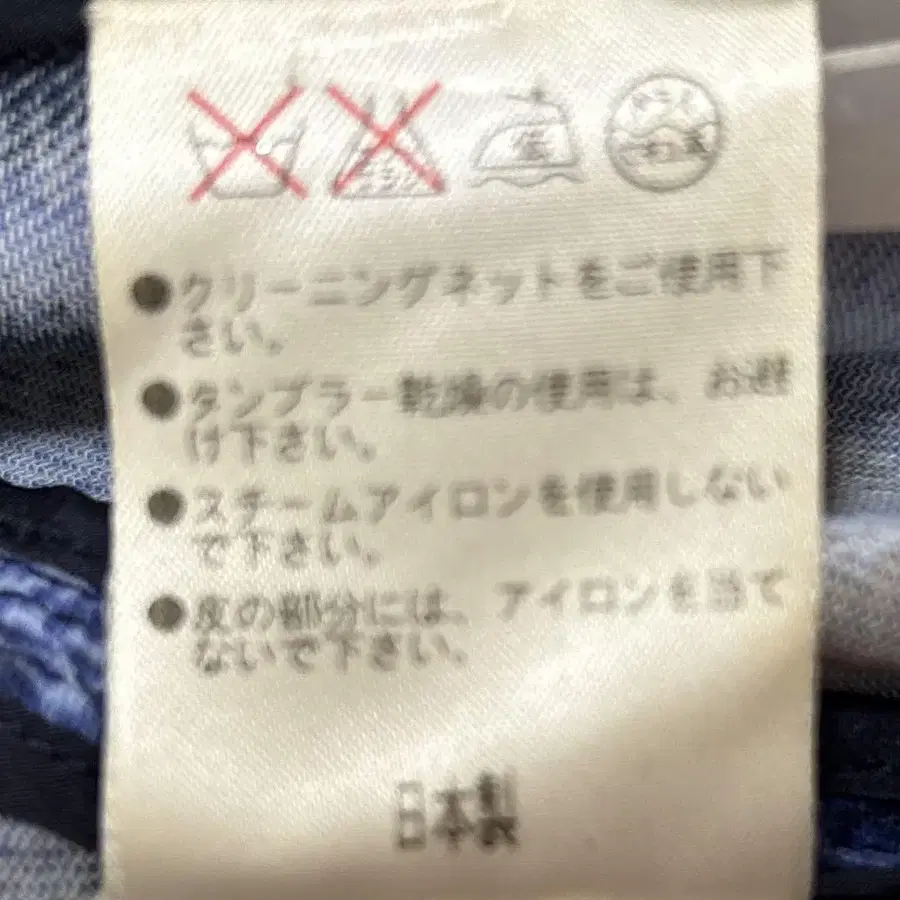 ●クリーニングネットをご使用下
さい。
●タンブラー乾燥の使用は、お避
け下さい。
●スチームアイロンを使用しない
で下さい。
●皮の部分には、アイロンを当て
ないで下さい。
日本製